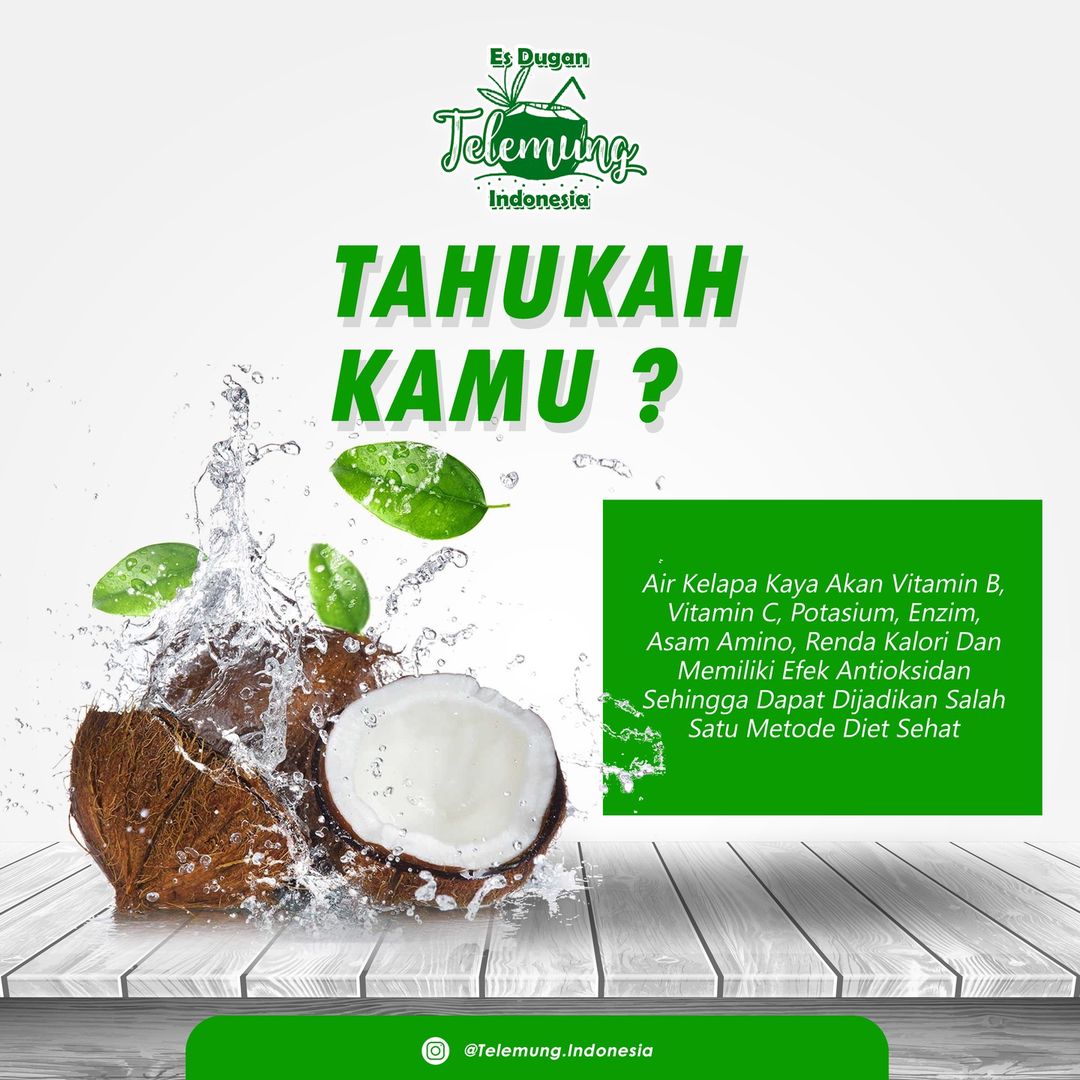 Es Dugan
Telemung
Indonesia
TAHUKAH
KAMU ?
Air Kelapa Kaya Akan Vitamin B,
Vitamin C, Potasium, Enzim,
Asam Amino, Renda Kalori Dan
Memiliki Efek Antioksidan
Sehingga Dapat Dijadikan Salah
Satu Metode Diet Sehat
@Telemung.Indonesia